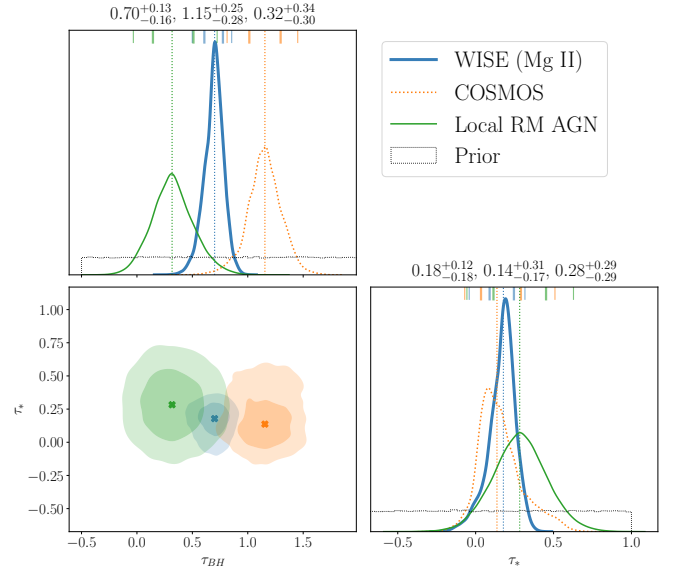 0.70^{+0.13}_{-0.16}, 1.15^{+0.25}_{-0.28}, 0.32^{+0.34}_{-0.30}
WISE (Mg II)
COSMOS
Local RM AGN
Prior
0.18^{+0.12}_{-0.18}, 0.14^{+0.31}_{-0.17}, 0.28^{+0.29}_{-0.29}
1.00
0.75
0.50
0.25
0.00
−0.25
−0.50
τ_*
−0.5 0.0 0.5 1.0 1.5
τ_{BH}
−0.5 0.0 0.5 1.0
τ_*